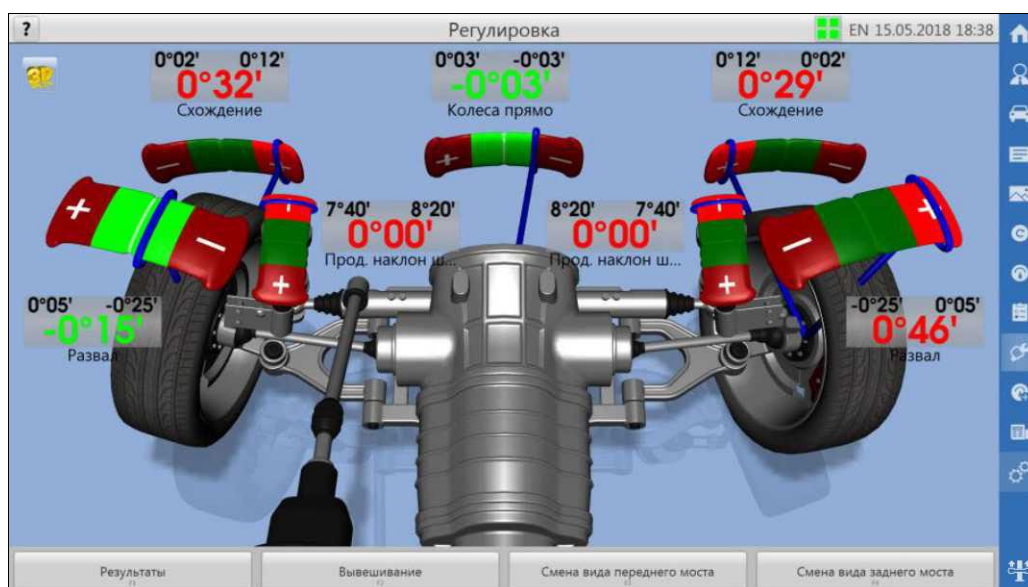 ?
Регулировка
EN 15.05.2018 18:38
3D
0°02' 0°12'
0°32'
Схождение
0°03' -0°03'
-0°03'
Колеса прямо
0°12' 0°02'
0°29'
Схождение
7°40' 8°20'
0°00'
Прод. наклон ш...
8°20' 7°40'
0°00'
Прод. наклон ш...
0°05' -0°25'
-0°15'
Развал
-0°25' 0°05'
0°46'
Развал
Результаты
Вывешивание
Смена вида переднего моста
Смена вида заднего моста